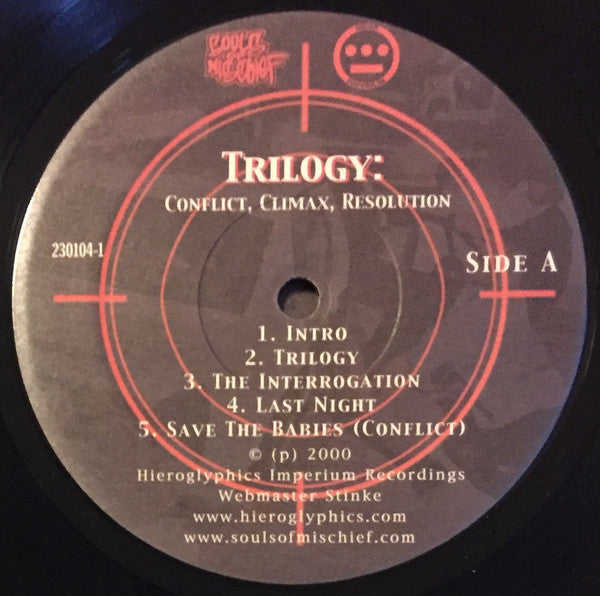 SOULS
OF
MISCHIEF
TRILOGY:
CONFLICT, CLIMAX, RESOLUTION
230104-1
SIDE A
1. INTRO
2. TRILOGY
3. THE INTERROGATION
4. LAST NIGHT
5. SAVE THE BABIES (CONFLICT)
© (p) 2000
Hieroglyphics Imperium Recordings
Webmaster Stinke
www.hieroglyphics.com
www.soulsofmischief.com